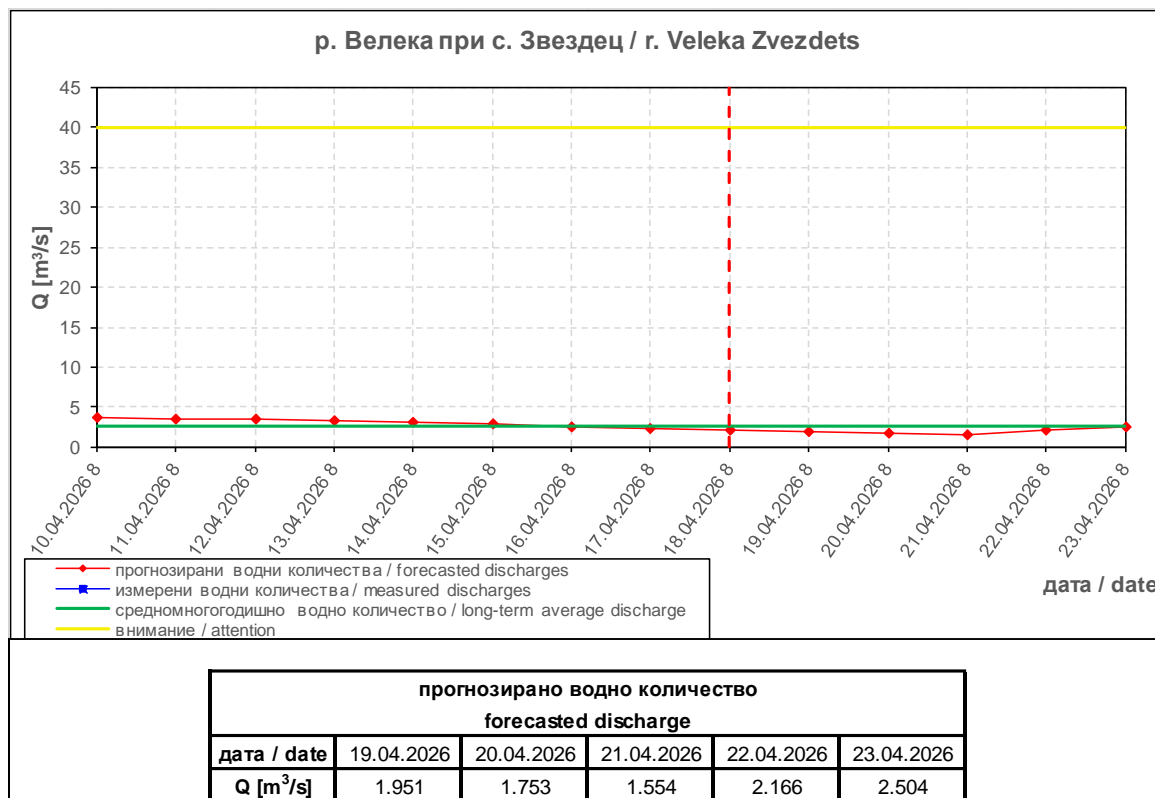 р. Велека при с. Звездец / r. Veleka Zvezdets
45
40
35
30
25
20
15
10
5
0
Q [m³/s]
10.04.2026 8
11.04.2026 8
12.04.2026 8
13.04.2026 8
14.04.2026 8
15.04.2026 8
16.04.2026 8
17.04.2026 8
18.04.2026 8
19.04.2026 8
20.04.2026 8
21.04.2026 8
22.04.2026 8
23.04.2026 8
дата / date
прогнозирани водни количества / forecasted discharges
измерени водни количества / measured discharges
средномногогодишно водно количество / long-term average discharge
внимание / attention
прогнозирано водно количество
forecasted discharge
дата / date 19.04.2026 20.04.2026 21.04.2026 22.04.2026 23.04.2026
Q [m³/s] 1.951 1.753 1.554 2.166 2.504